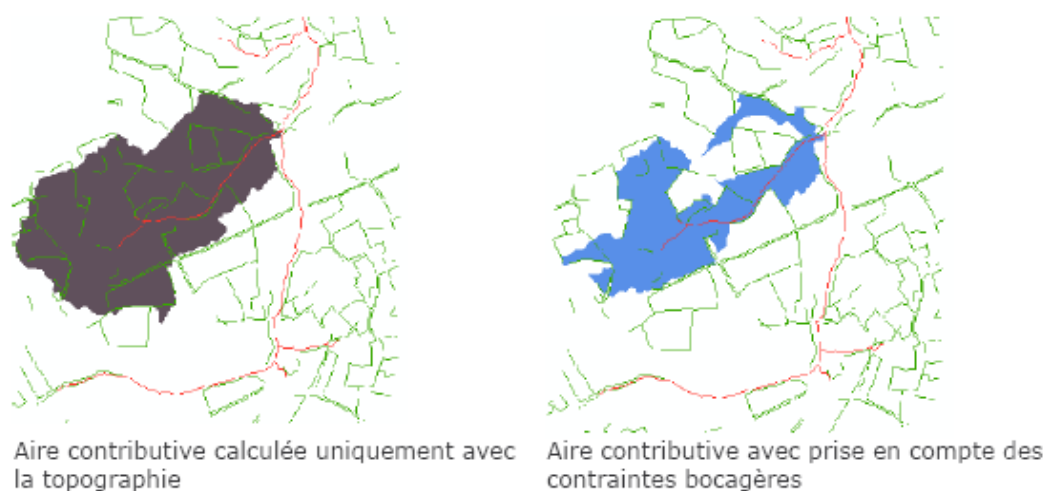 Aire contributive calculée uniquement avec
la topographie
Aire contributive avec prise en compte des
contraintes bocagères